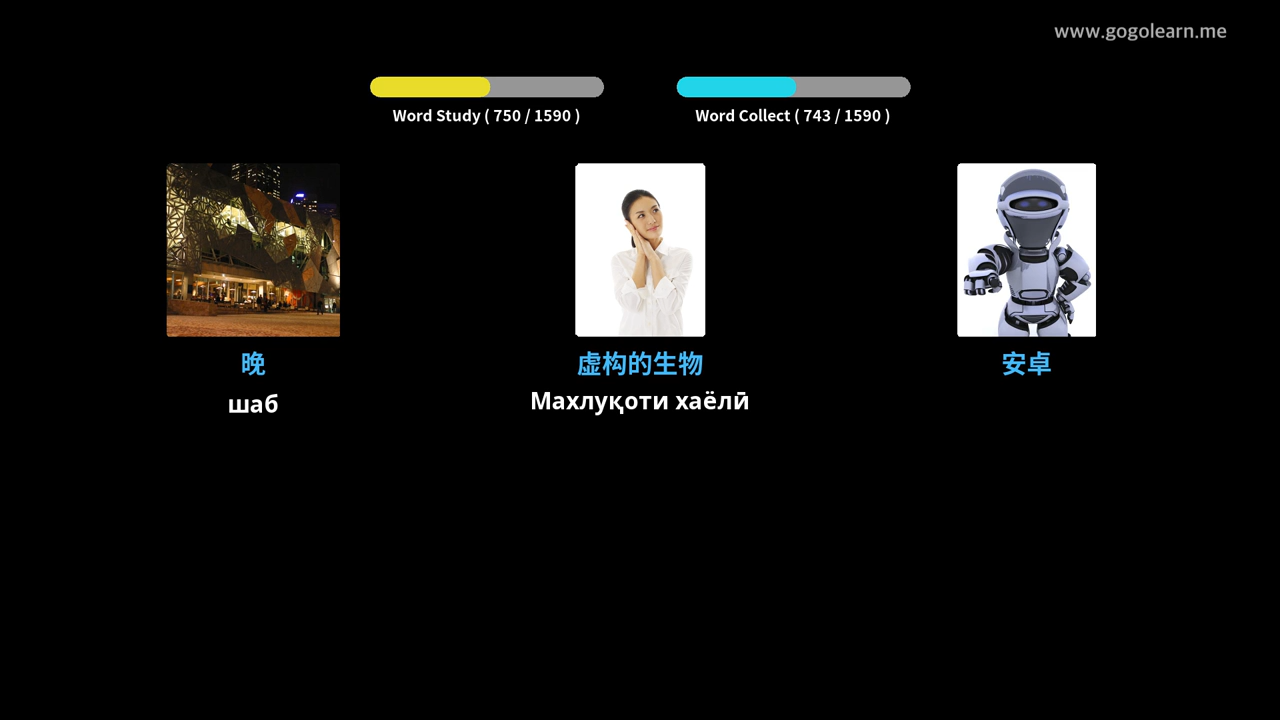 www.gogolearn.me
Word Study ( 750 / 1590 )
Word Collect ( 743 / 1590 )
晚
虚构的生物
安卓
шаб
Махлуқоти хаёлӣ